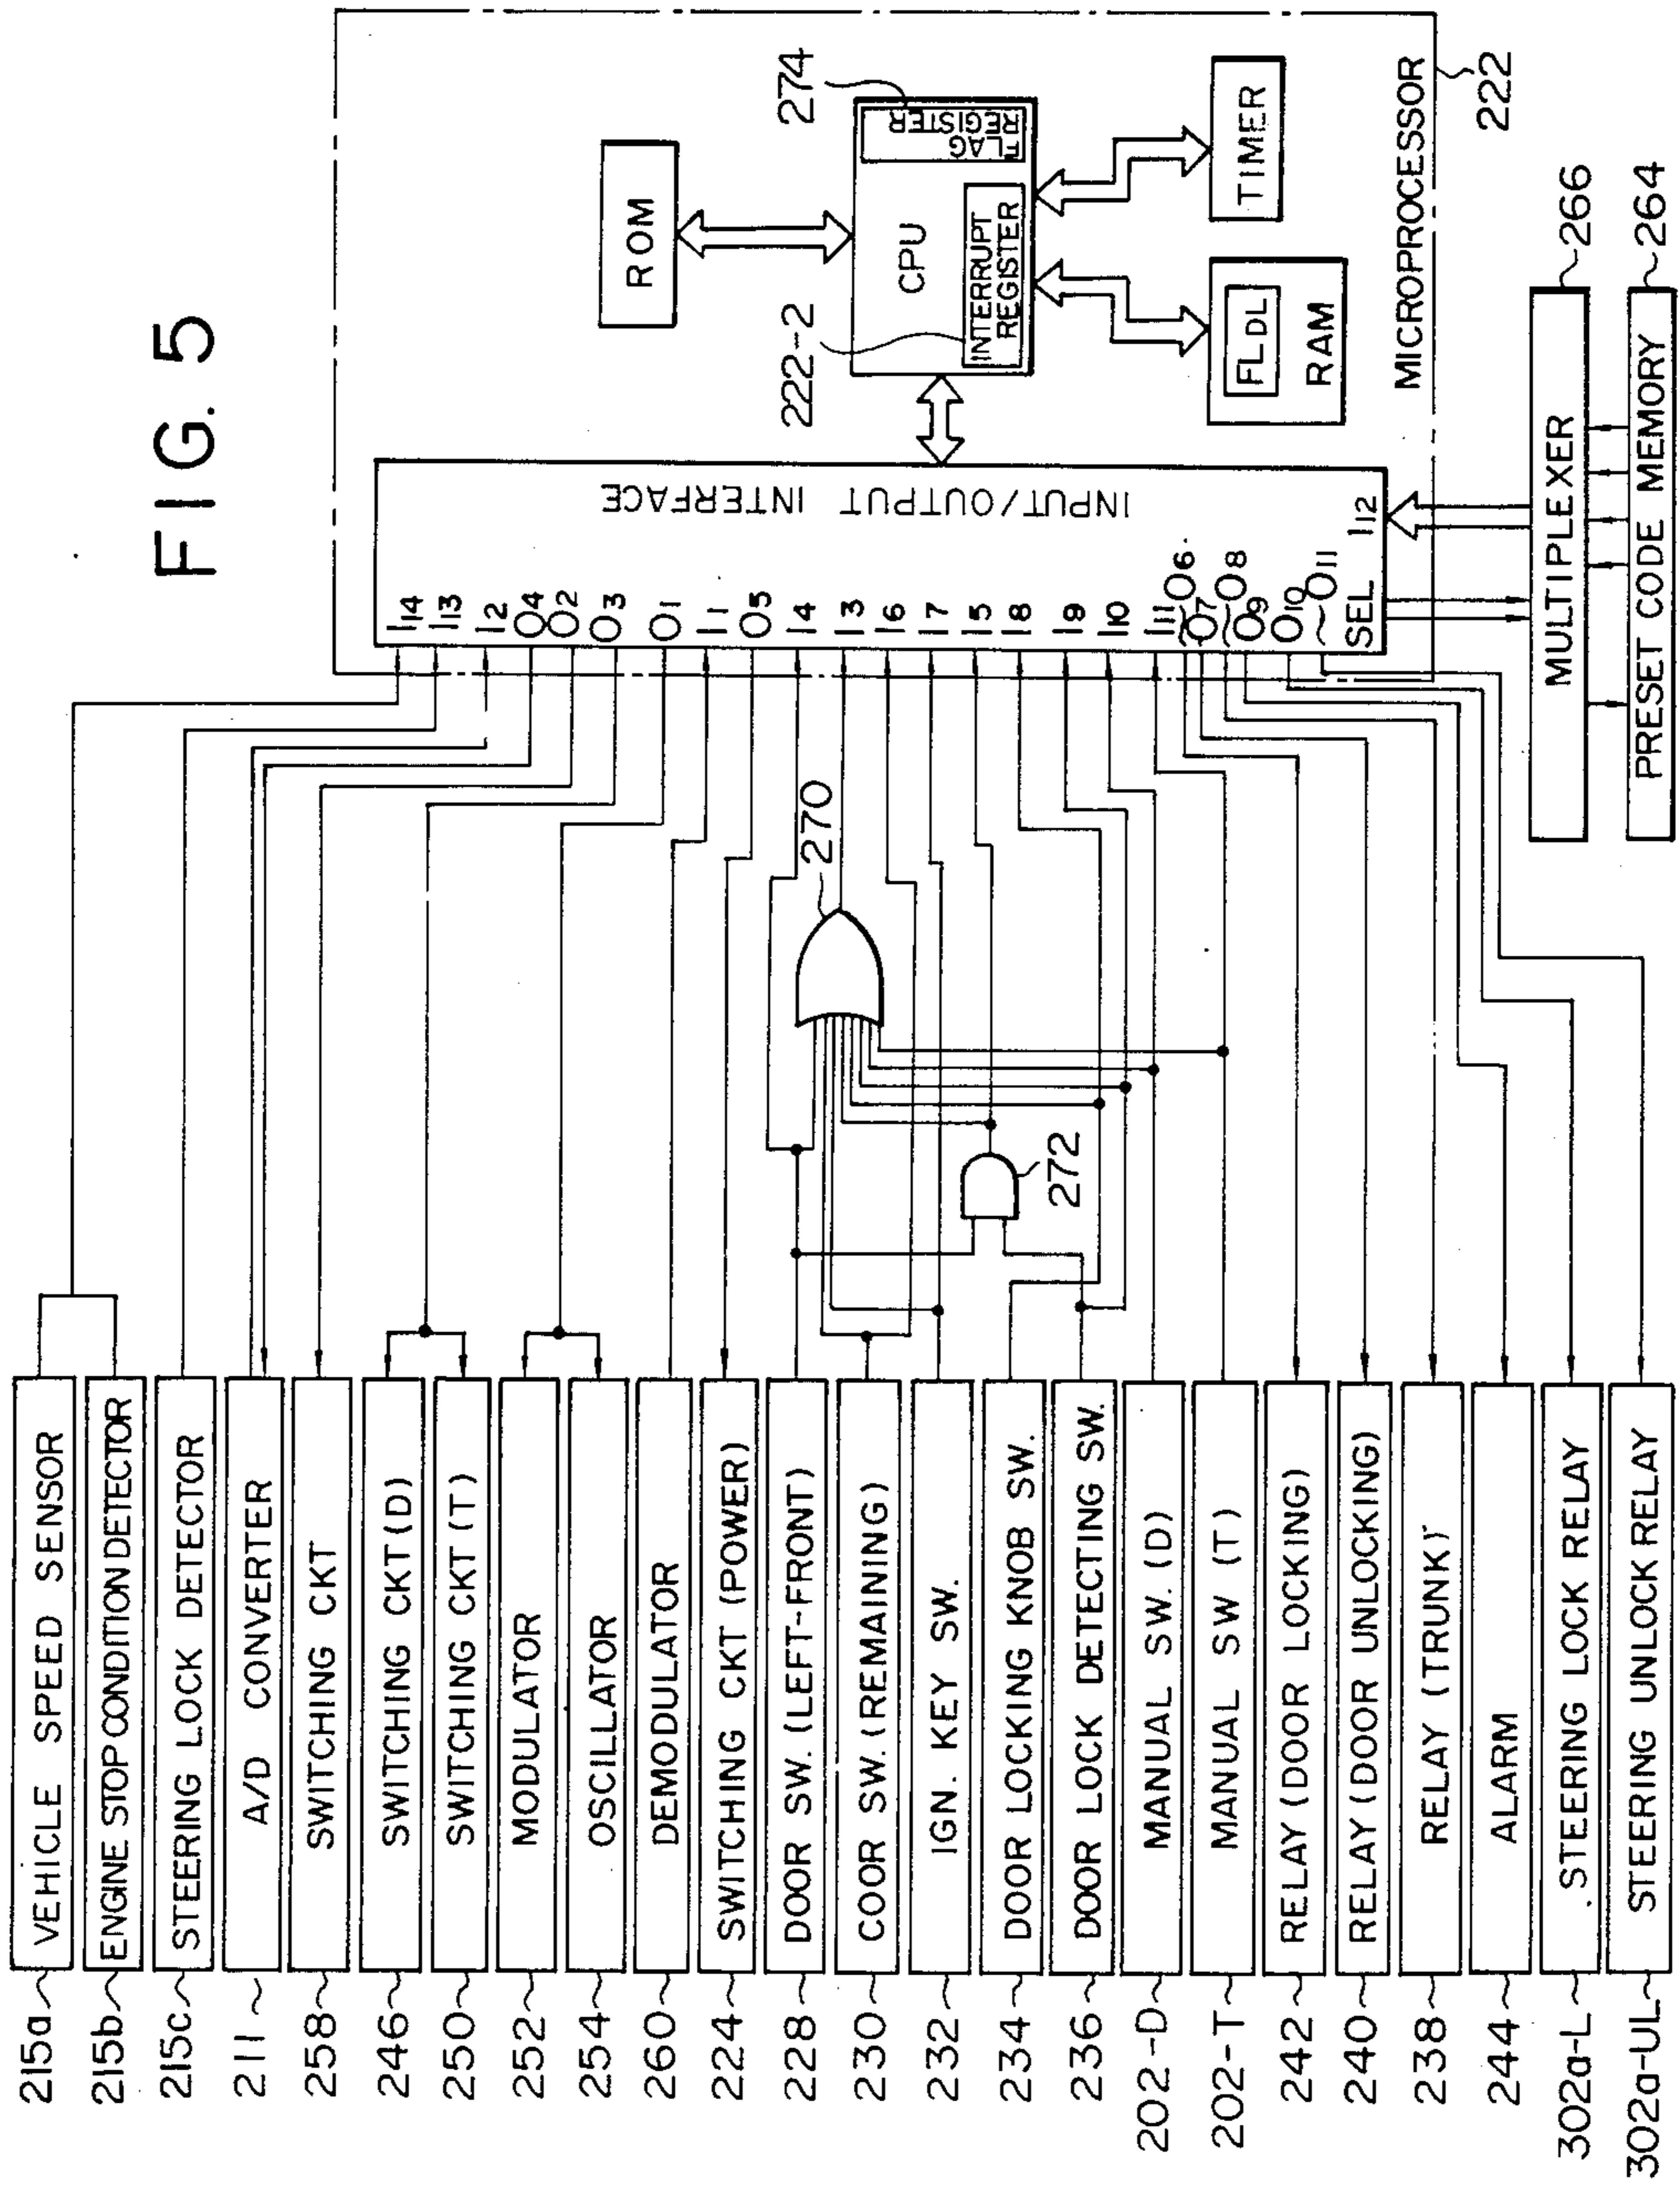 FIG. 5
215a
VEHICLE SPEED SENSOR
215b
ENGINE STOP CONDITION DETECTOR
215c
STEERING LOCK DETECTOR
211
A/D CONVERTER
258
SWITCHING CKT
246
SWITCHING CKT (D)
250
SWITCHING CKT (T)
252
MODULATOR
254
OSCILLATOR
260
DEMODULATOR
224
SWITCHING CKT (POWER)
228
DOOR SW. (LEFT-FRONT)
230
COOR SW. (REMAINING)
232
IGN. KEY SW.
234
DOOR LOCKING KNOB SW.
236
DOOR LOCK DETECTING SW.
202-D
MANUAL SW. (D)
202-T
MANUAL SW (T)
242
RELAY (DOOR LOCKING)
240
RELAY (DOOR UNLOCKING)
238
RELAY (TRUNK)
244
ALARM
302a-L
STEERING LOCK RELAY
302a-UL
STEERING UNLOCK RELAY
270
272
I14
I13
I2
O4
O2
O3
O1
I1
O5
I4
I3
I6
I7
I5
I8
I9
I10
I11
O6
O7
O8
O9
O10
O11
SEL
I12
INPUT/OUTPUT INTERFACE
ROM
CPU
222-2
INTERRUPT
REGISTER
FLAG
REGISTER
274
FLDL
RAM
TIMER
MICROPROCESSOR
222
MULTIPLEXER
266
PRESET CODE MEMORY
264